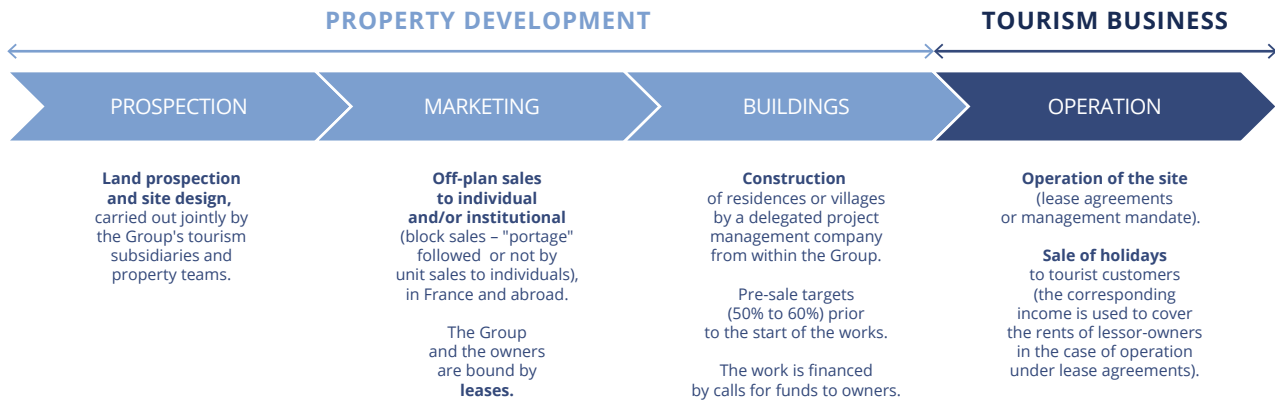 PROPERTY DEVELOPMENT
TOURISM BUSINESS
PROSPECTION
MARKETING
BUILDINGS
OPERATION
Land prospection
and site design,
carried out jointly by
the Group's tourism
subsidiaries and
property teams.
Off-plan sales
to individual
and/or institutional
(block sales – "portage"
followed or not by
unit sales to individuals),
in France and abroad.
The Group
and the owners
are bound by
leases.
Construction
of residences or villages
by a delegated project
management company
from within the Group.
Pre-sale targets
(50% to 60%) prior
to the start of the works.
The work is financed
by calls for funds to owners.
Operation of the site
(lease agreements
or management mandate).
Sale of holidays
to tourist customers
(the corresponding
income is used to cover
the rents of lessor-owners
in the case of operation
under lease agreements).